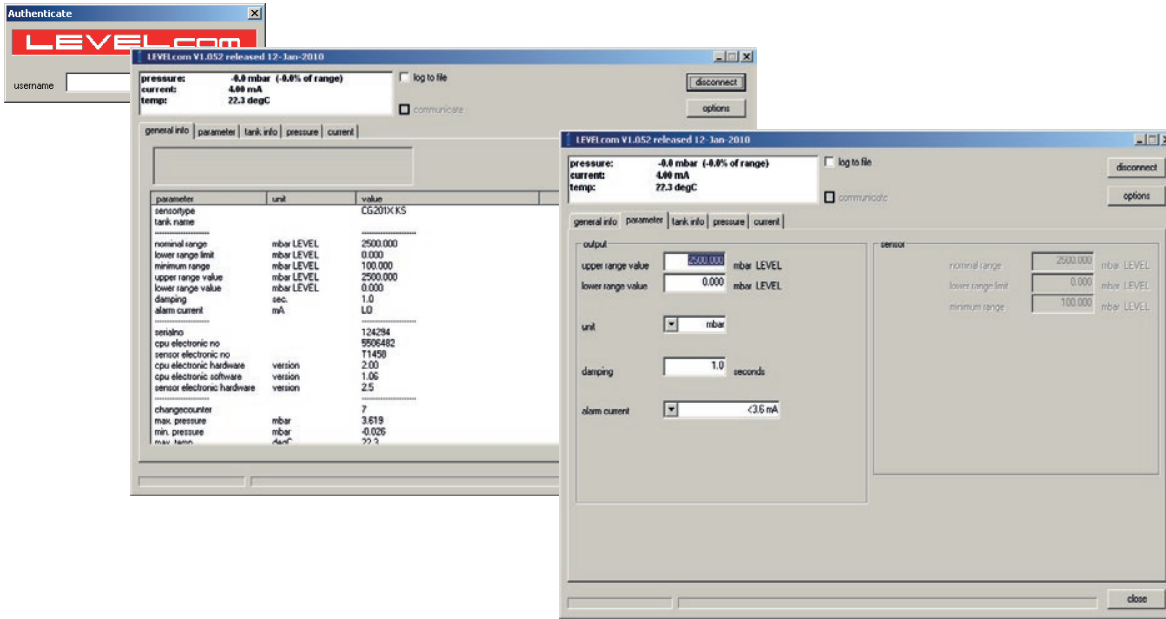 Authenticate
LEVELcom
username
LEVELcom V1.052 released 12-Jan-2010
pressure: -0.0 mbar (-0.0% of range)
current: 4.00 mA
temp: 22.3 degC
log to file
communicate
disconnect
options
general info parameter tank info pressure current
parameter unit value
sensortype CG201X KS
tank name
-------------------- --------------------
nominal range mbar LEVEL 2500.000
lower range limit mbar LEVEL 0.000
minimum range mbar LEVEL 100.000
upper range value mbar LEVEL 2500.000
lower range value mbar LEVEL 0.000
damping sec. 1.0
alarm current mA LO
-------------------- --------------------
serialno 124294
cpu electronic no 5506482
sensor electronic no T1458
cpu electronic hardware version 2.00
cpu electronic software version 1.06
sensor electronic hardware version 2.5
-------------------- --------------------
changecounter 7
max. pressure mbar 3.619
min. pressure mbar -0.026
max. temp degC 22.3
LEVELcom V1.052 released 12-Jan-2010
pressure: -0.0 mbar (-0.0% of range)
current: 4.00 mA
temp: 22.3 degC
log to file
communicate
disconnect
options
general info parameter tank info pressure current
output
upper range value 2500.000 mbar LEVEL
lower range value 0.000 mbar LEVEL
unit mbar
damping 1.0 seconds
alarm current <3.6 mA
sensor
nominal range 2500.000 mbar LEVEL
lower range limit 0.000 mbar LEVEL
minimum range 100.000 mbar LEVEL
close